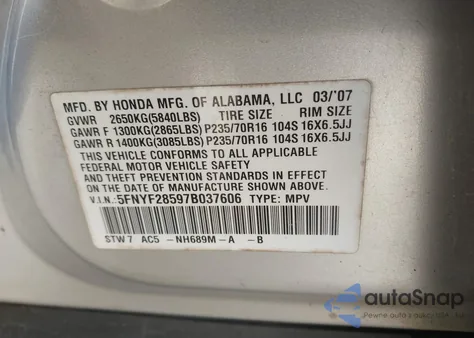 MFD. BY HONDA MFG. OF ALABAMA, LLC 03/'07
GVWR 2650KG(5840LBS) TIRE SIZE RIM SIZE
GAWR F 1300KG(2865LBS)P235/70R16 104S 16X6.5JJ
GAWR R 1400KG(3085LBS)P235/70R16 104S 16X6.5JJ
THIS VEHICLE CONFORMS TO ALL APPLICABLE
FEDERAL MOTOR VEHICLE SAFETY
AND THEFT PREVENTION STANDARDS IN EFFECT
ON THE DATE OF MANUFACTURE SHOWN ABOVE.
V.I.N.: 5FNYF28597B037606 TYPE: MPV
STW7 AC5 -NH689M-A -B
autoSnap